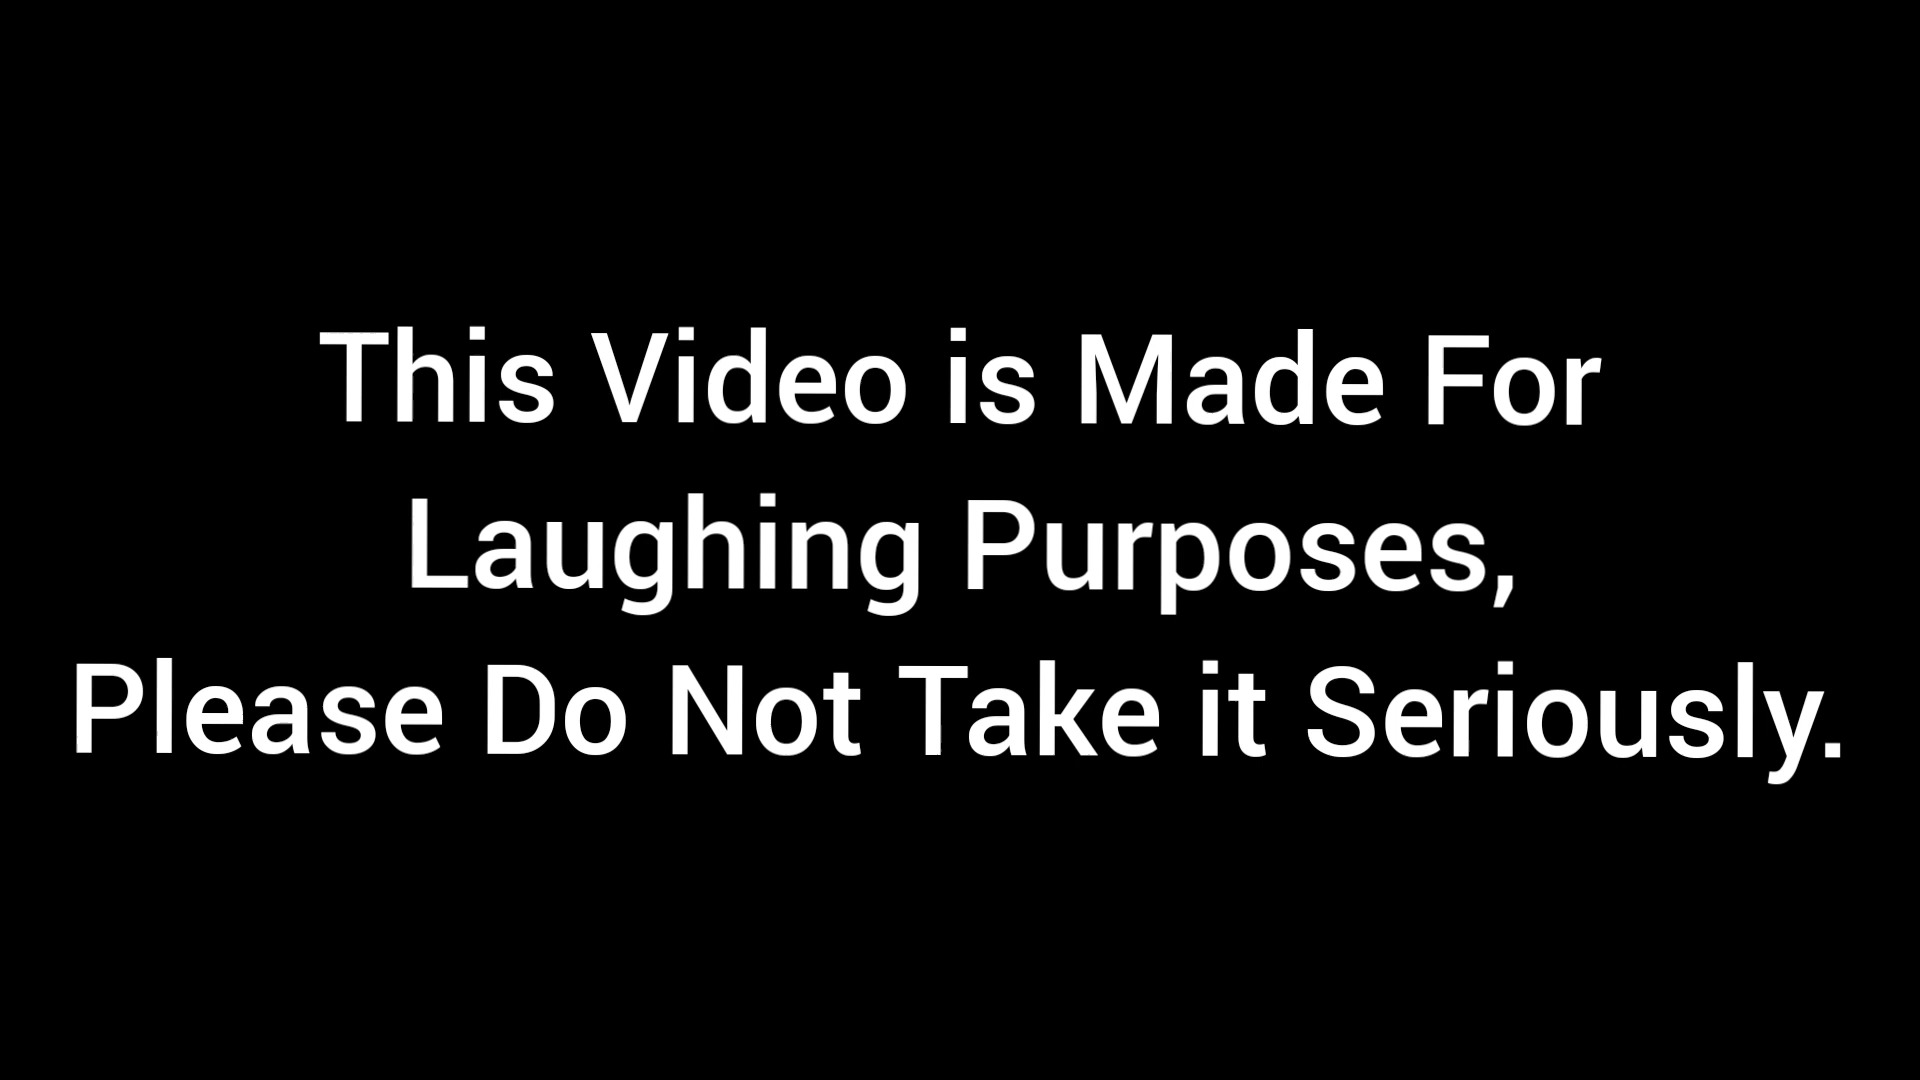 This Video is Made For
Laughing Purposes,
Please Do Not Take it Seriously.